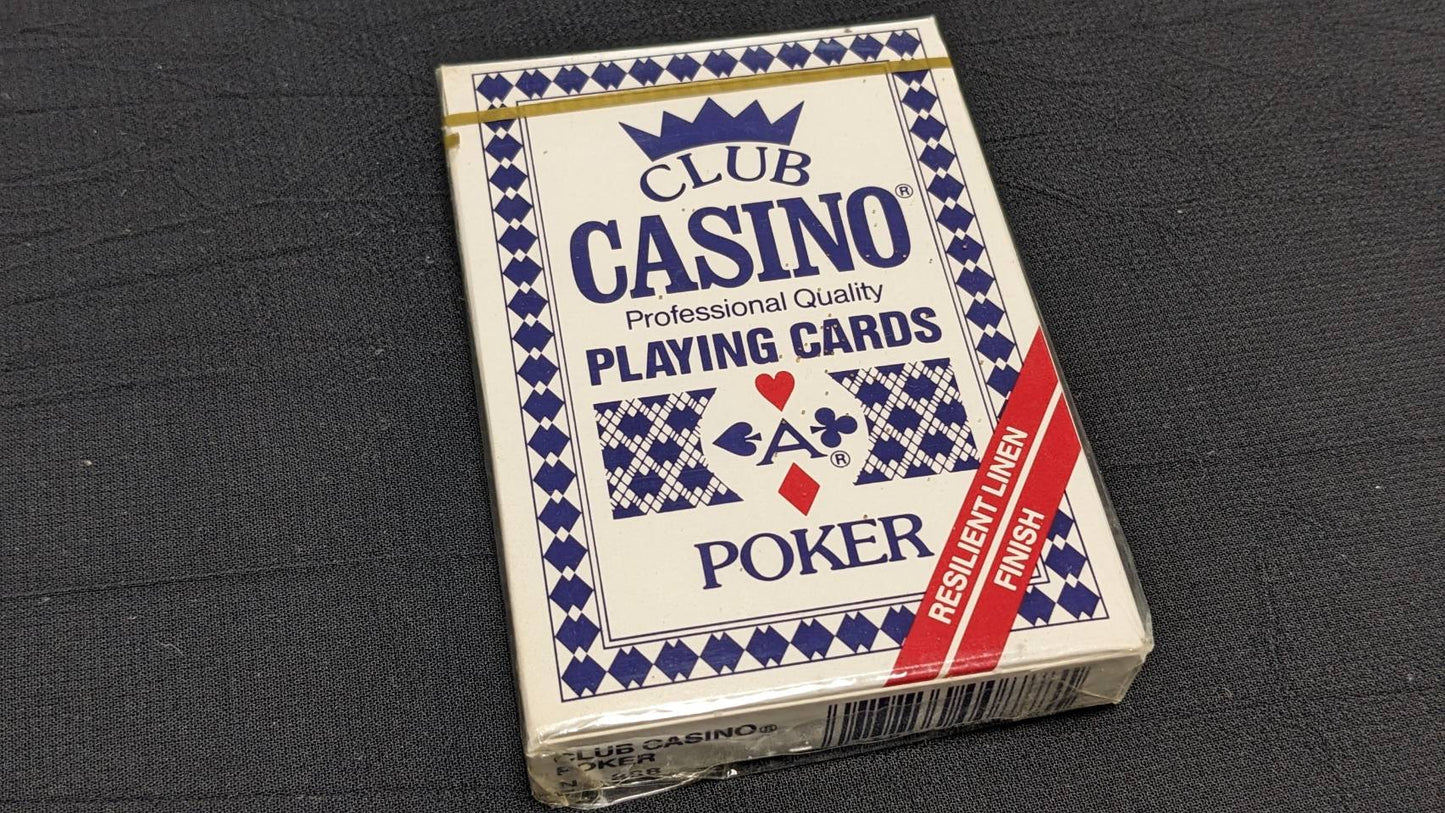 CLUB
CASINO®
Professional Quality
PLAYING CARDS
A®
POKER
RESILIENT LINEN
FINISH
CLUB CASINO®
POKER